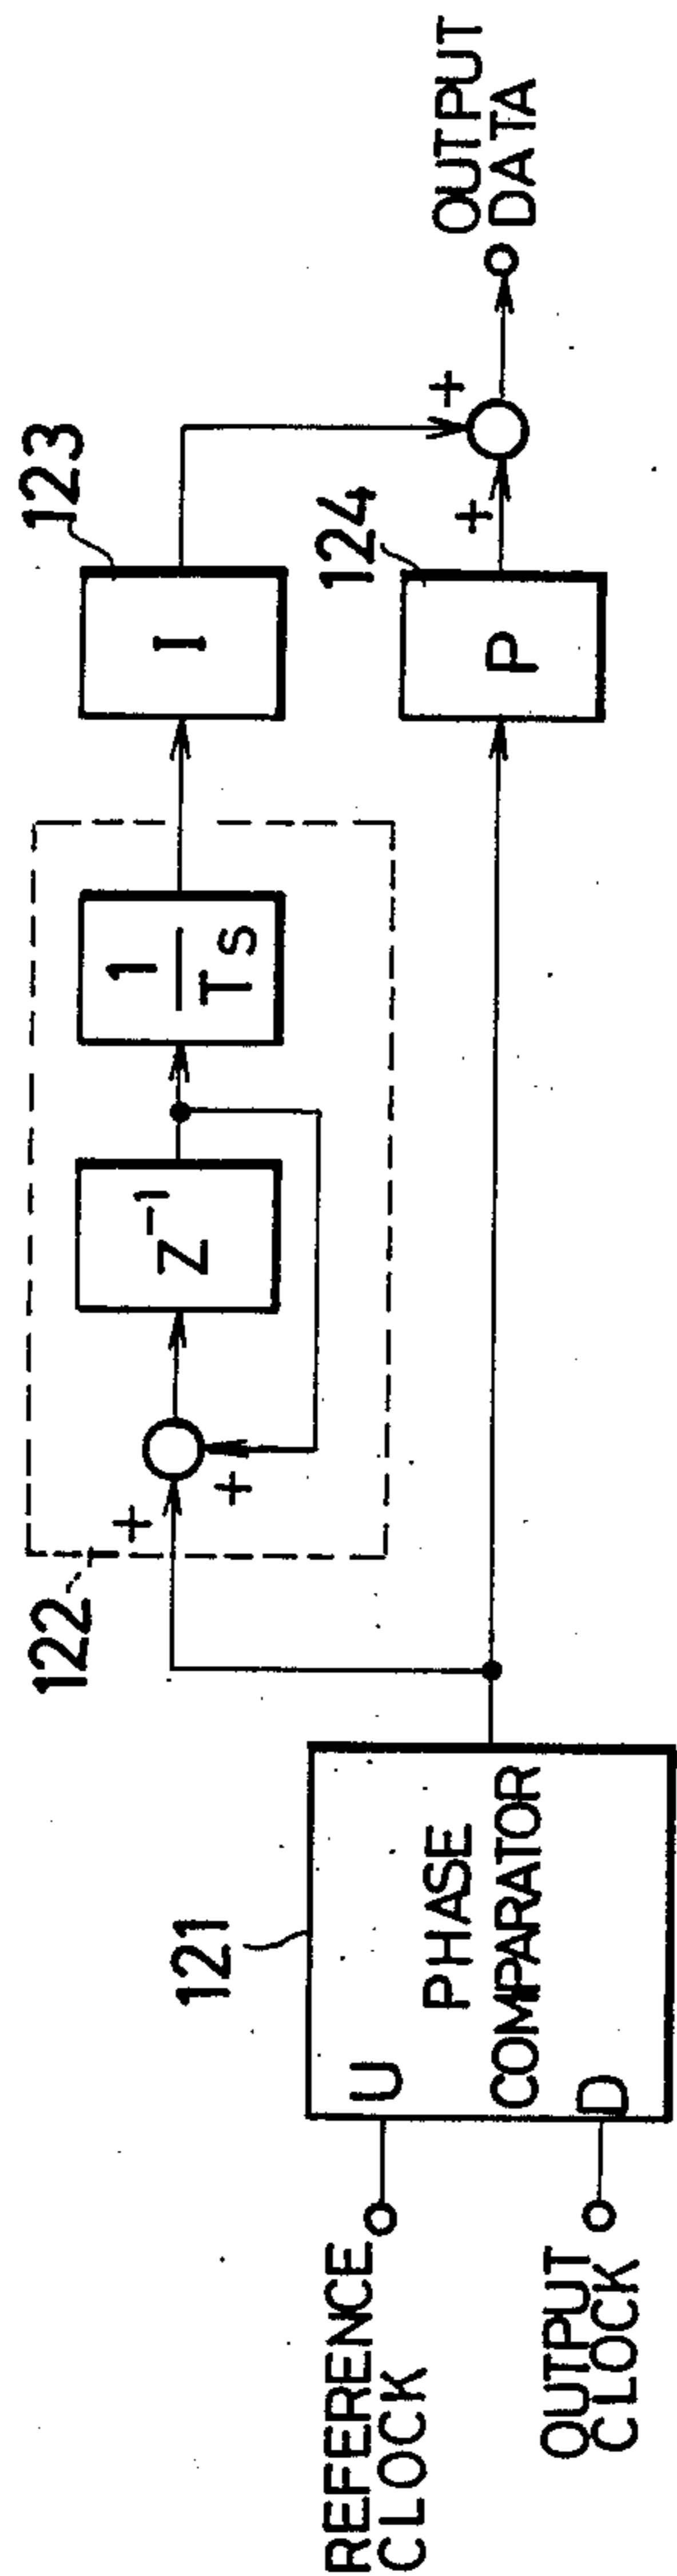 REFERENCE
CLOCK
OUTPUT
CLOCK
121
U
D
PHASE
COMPARATOR
122
+
+
Z⁻¹
1
TS
123
I
124
P
+
+
OUTPUT
DATA